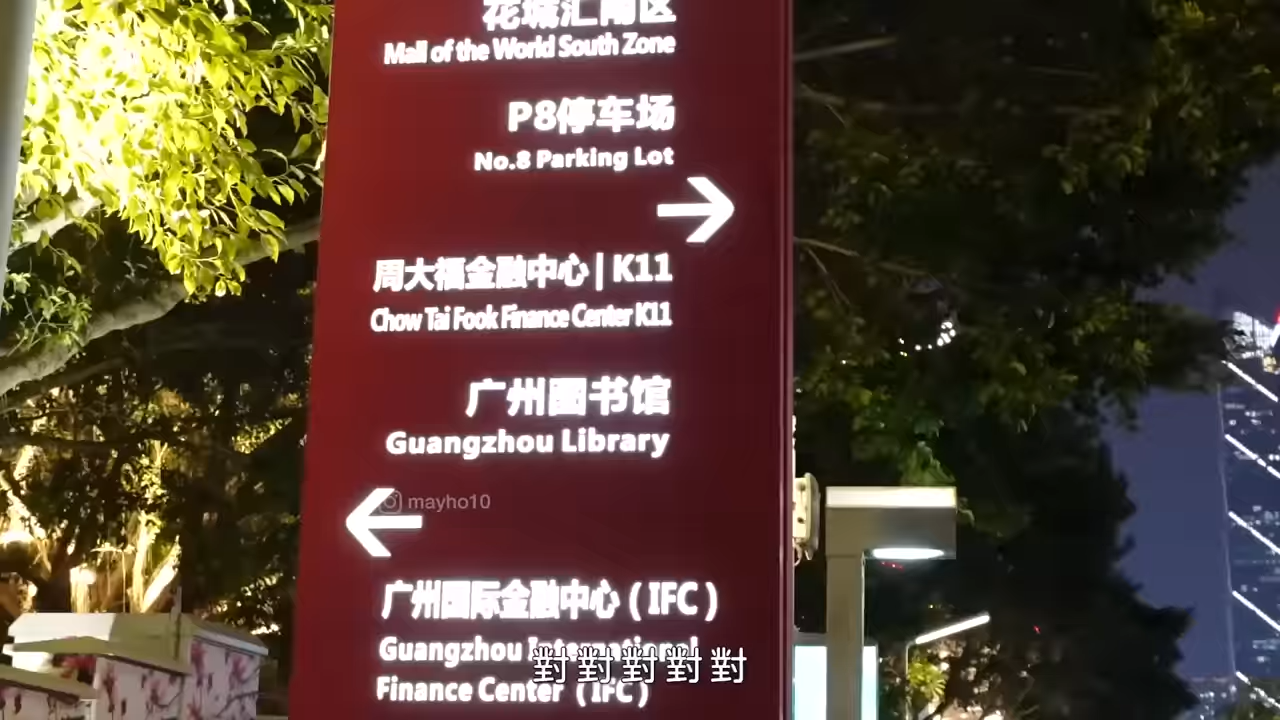 花城汇南区
Mall of the World South Zone
P8停车场
No.8 Parking Lot
周大福金融中心 | K11
Chow Tai Fook Finance Center K11
广州图书馆
Guangzhou Library
mayho10
广州国际金融中心 ( IFC )
Guangzhou International
Finance Center ( IFC )
對對對對對